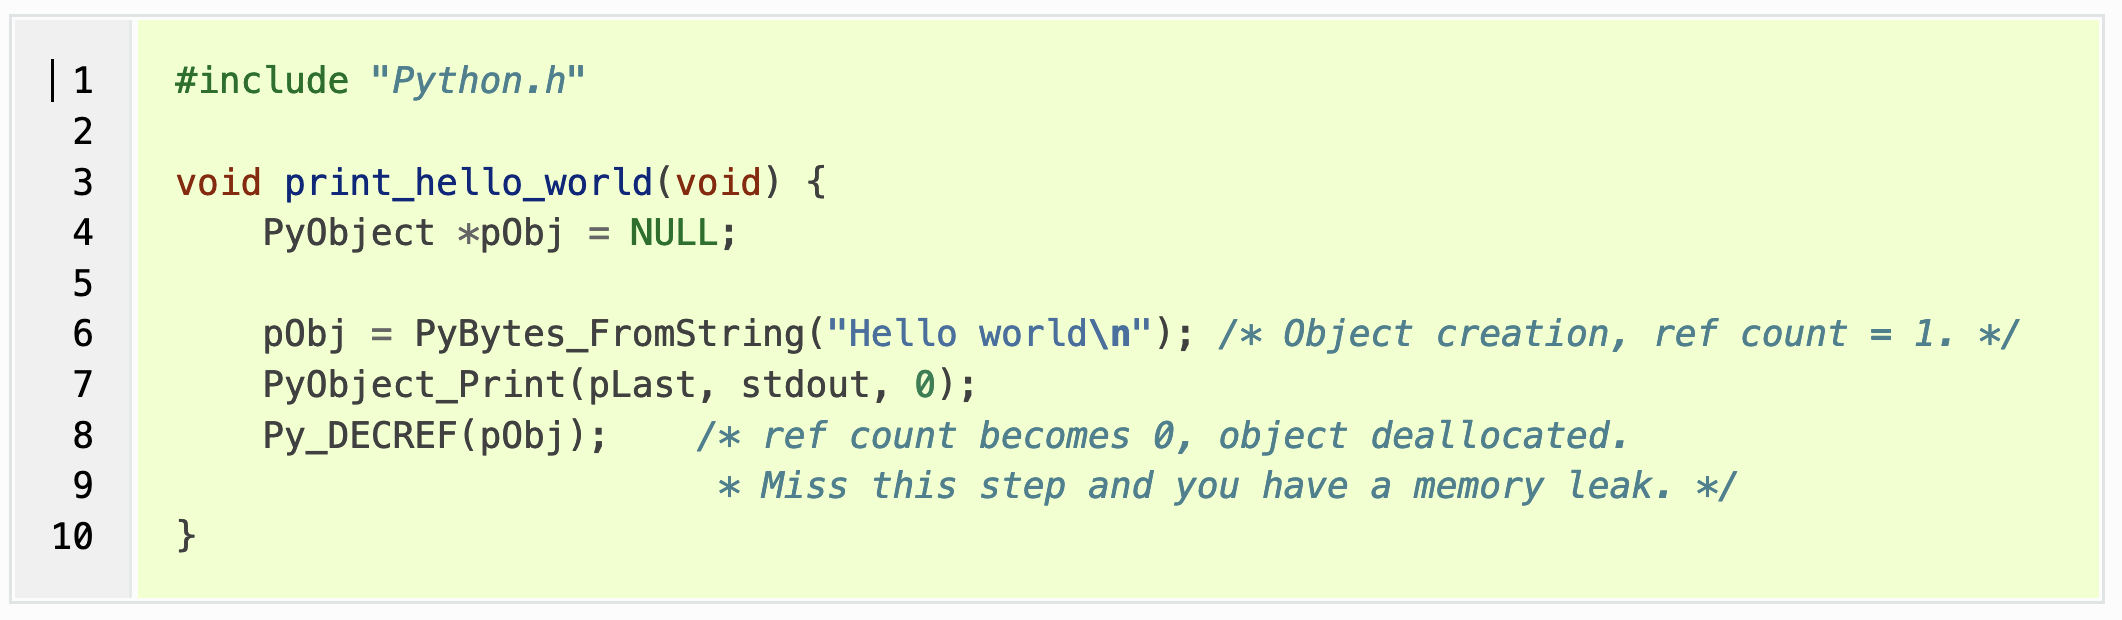 1 #include "Python.h"
2
3 void print_hello_world(void) {
4     PyObject *pObj = NULL;
5
6     pObj = PyBytes_FromString("Hello world\n"); /* Object creation, ref count = 1. */
7     PyObject_Print(pLast, stdout, 0);
8     Py_DECREF(pObj);    /* ref count becomes 0, object deallocated.
9                          * Miss this step and you have a memory leak. */
10 }